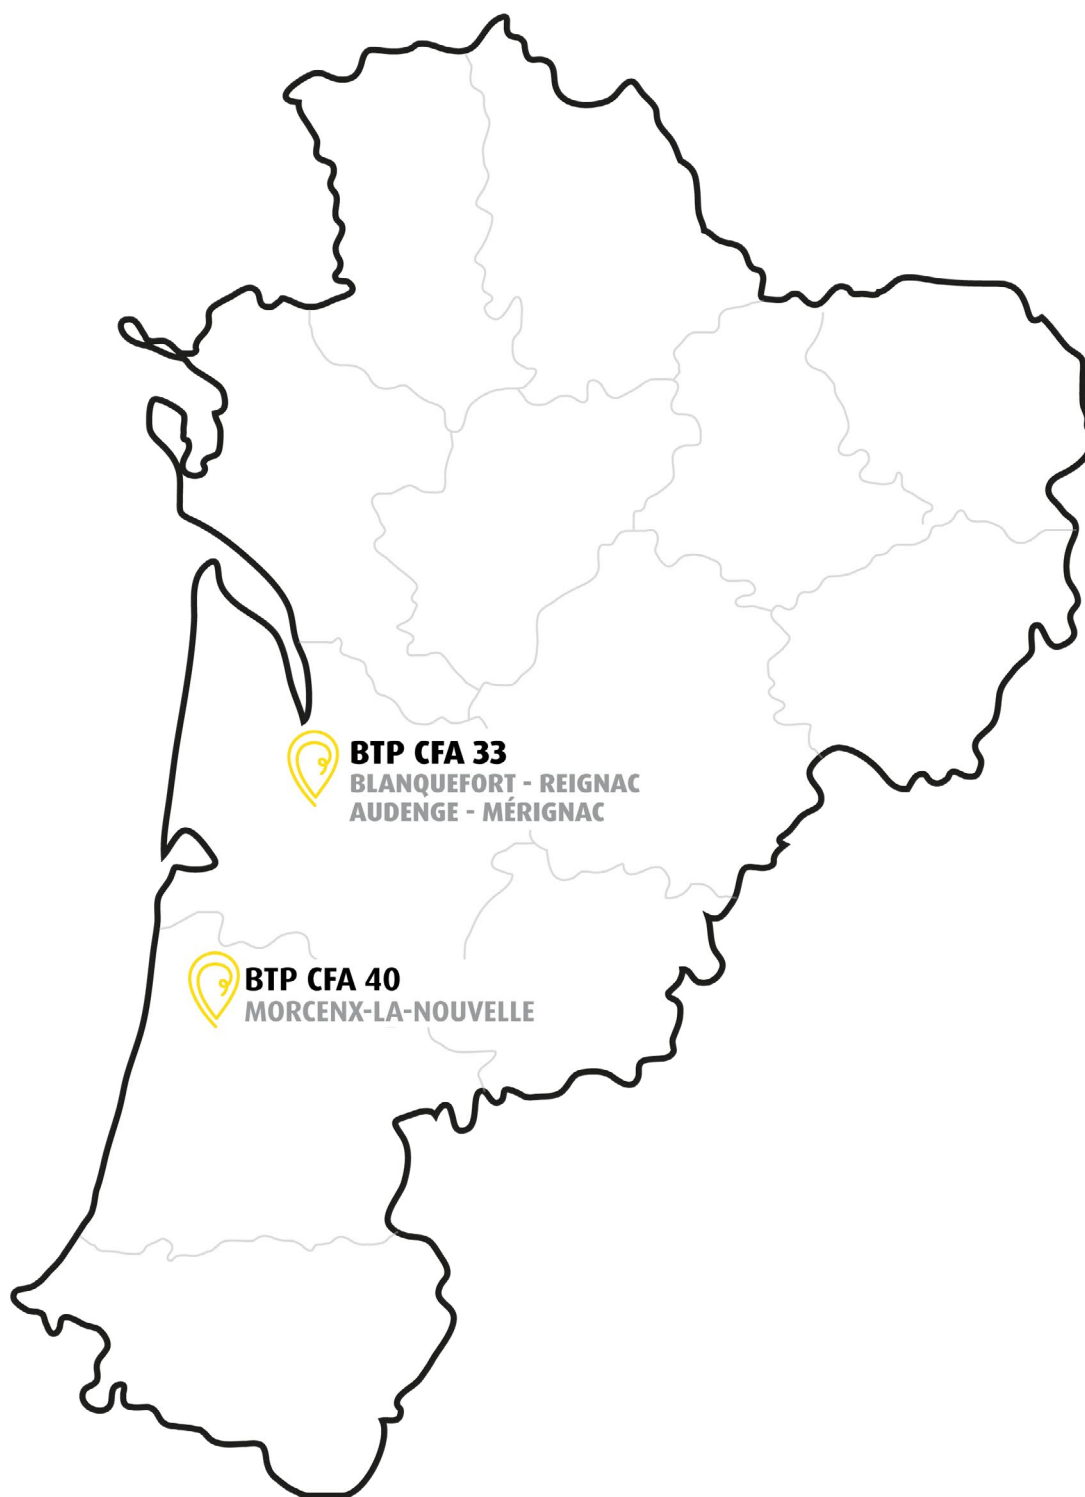 BTP CFA 33
BLANQUEFORT - REIGNAC
AUDENGE - MÉRIGNAC
BTP CFA 40
MORCENX-LA-NOUVELLE